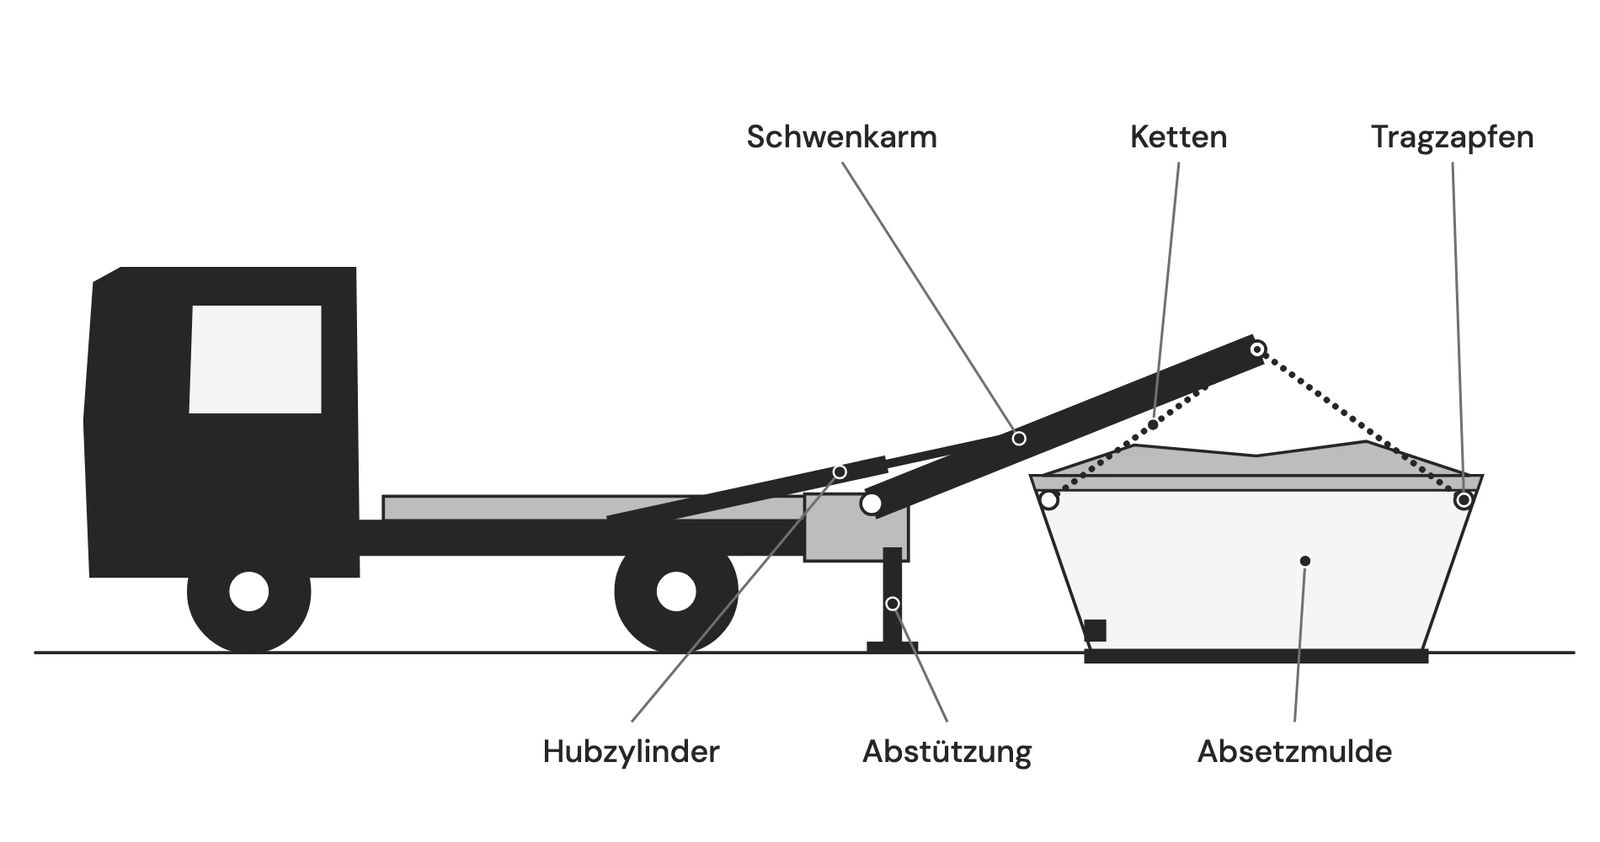 Schwenkarm
Ketten
Tragzapfen
Hubzylinder
Abstützung
Absetzmulde